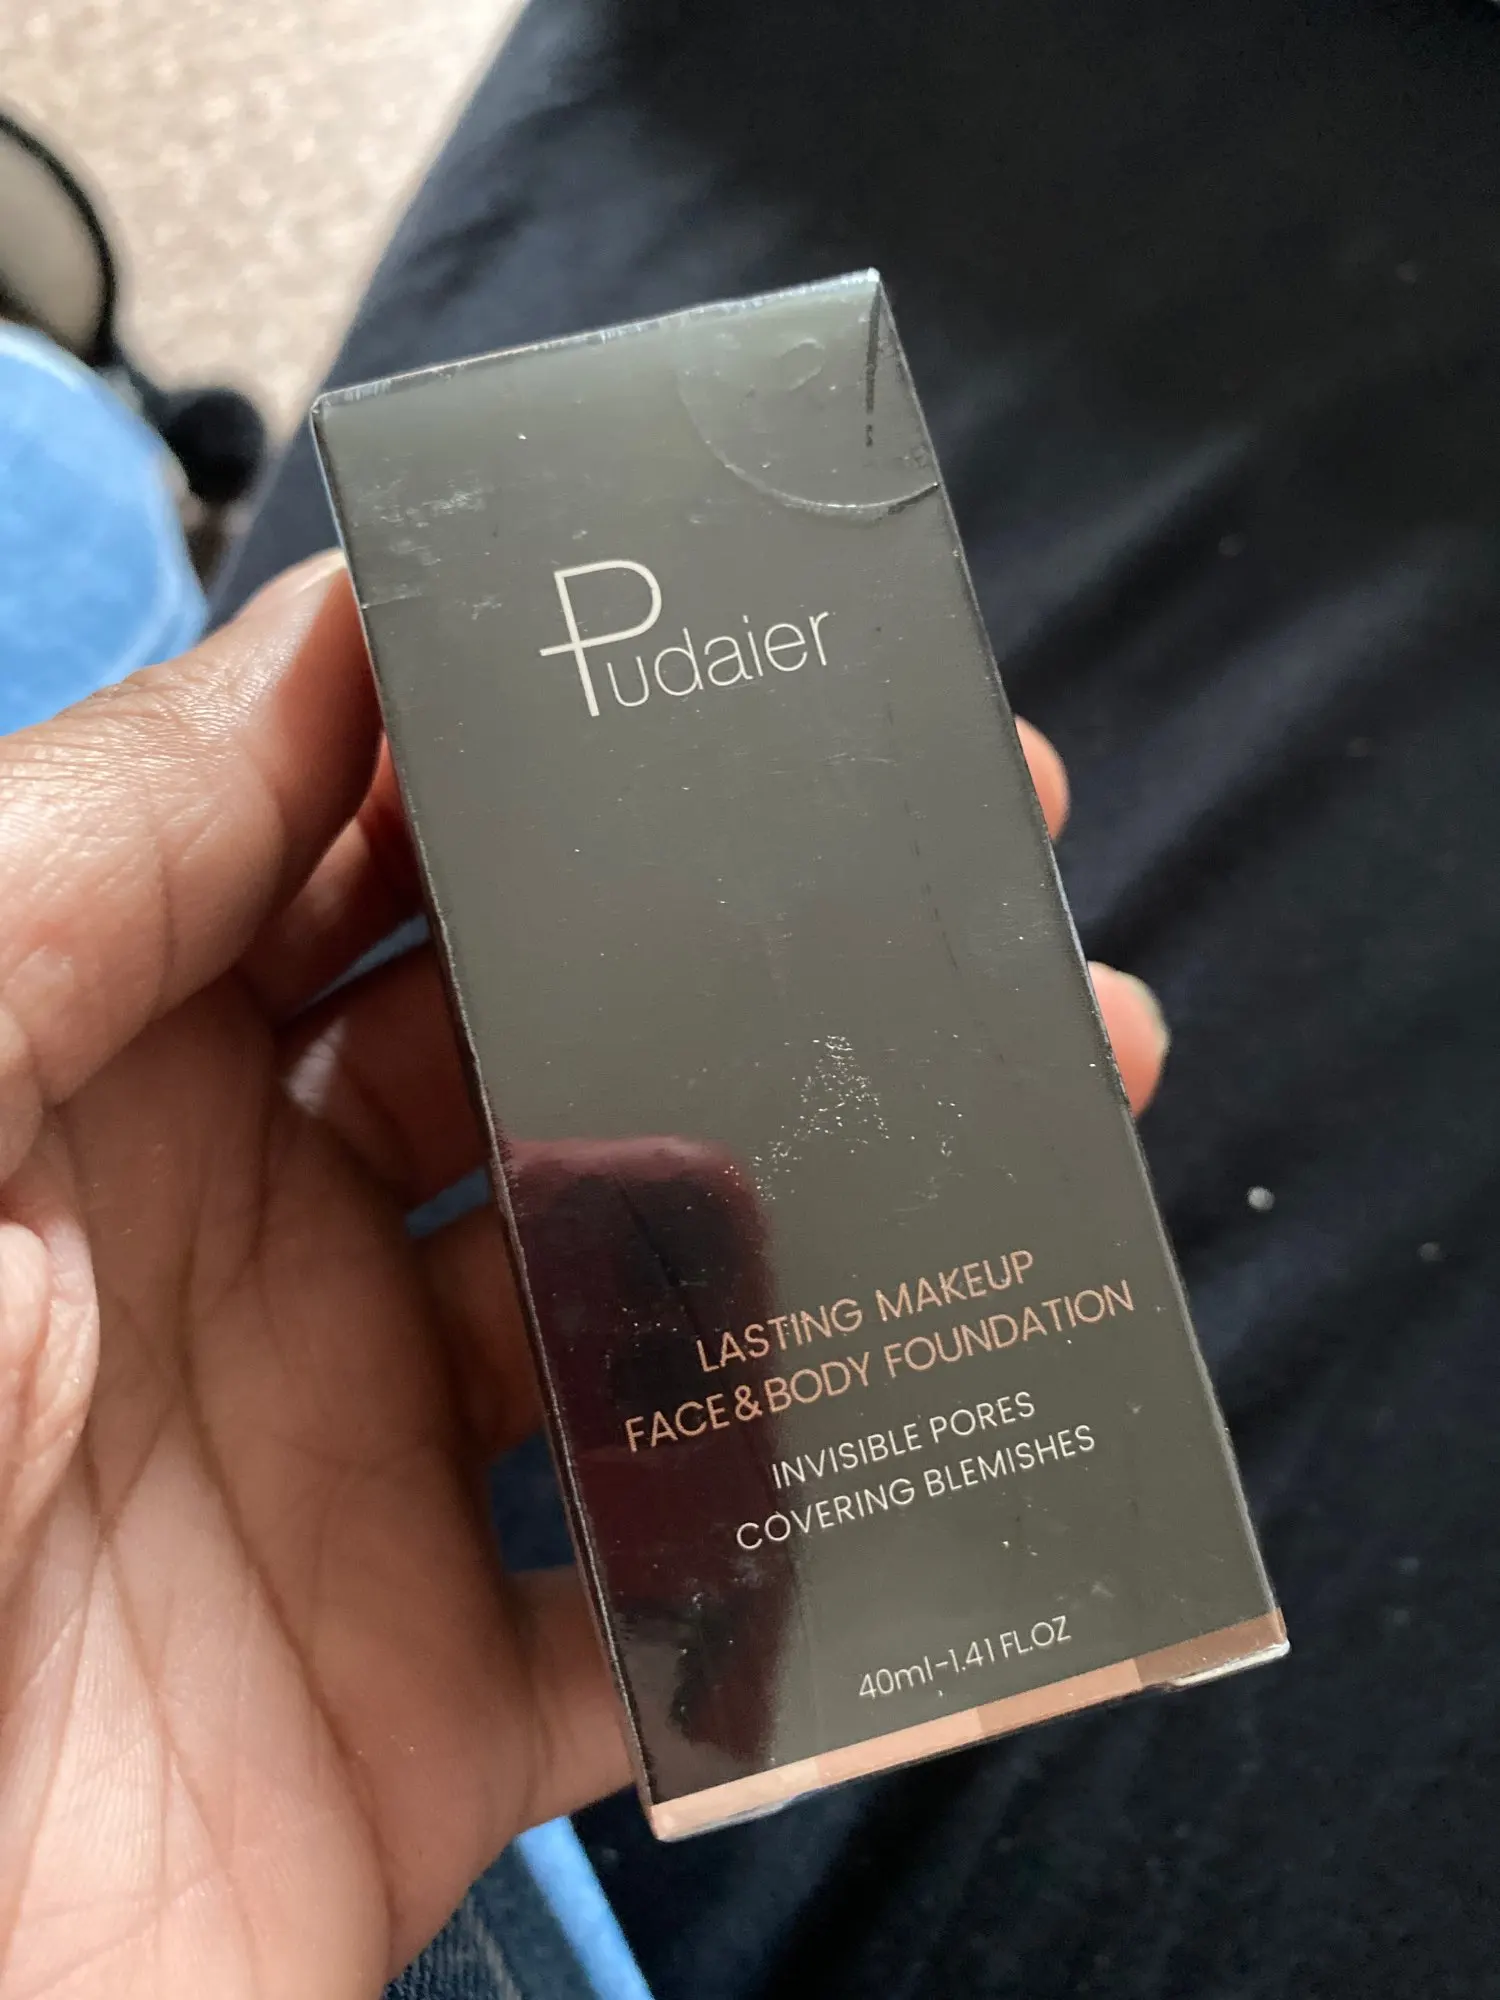 Pudaier
LASTING MAKEUP
FACE&BODY FOUNDATION
INVISIBLE PORES
COVERING BLEMISHES
40ml-1.41 FL.OZ